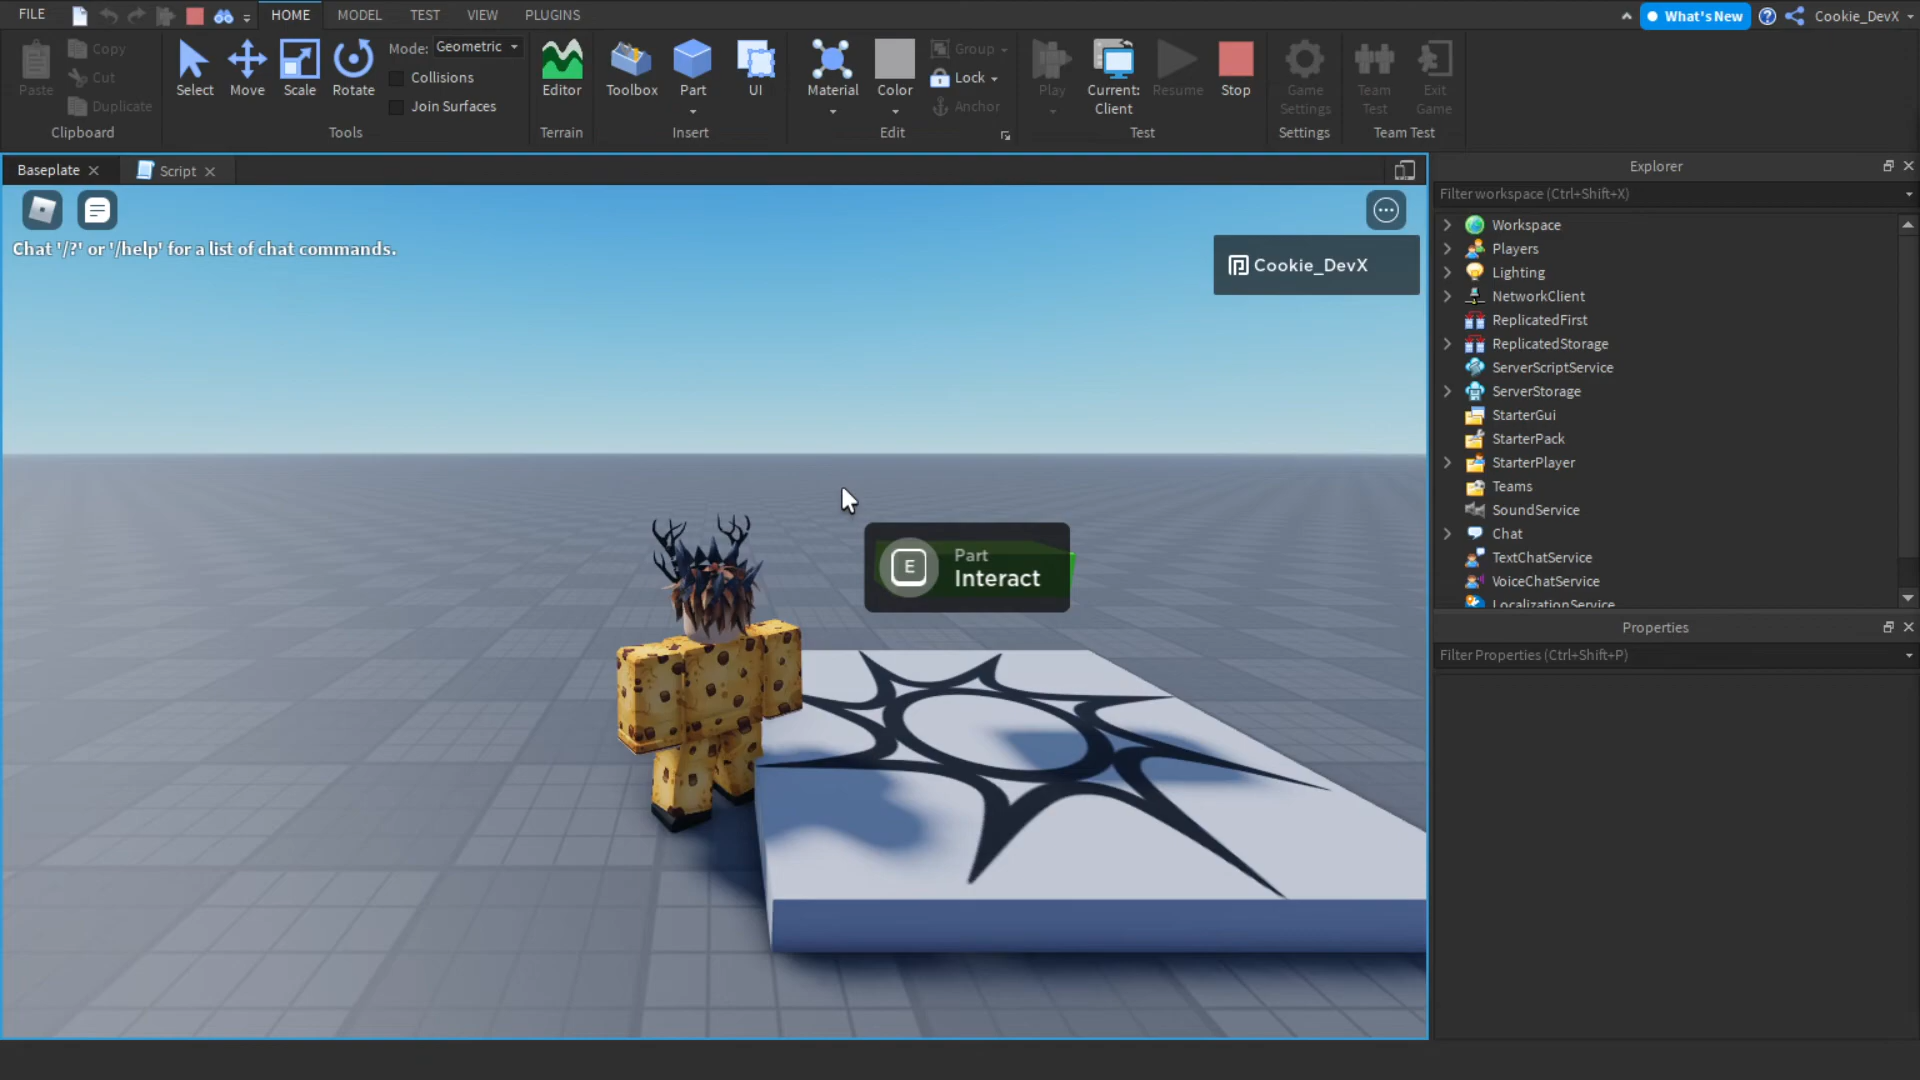 FILE HOME MODEL TEST VIEW PLUGINS What's New Cookie_DevX
Paste Copy Cut Duplicate
Clipboard
Select Move Scale Rotate
Mode: Geometric
Collisions
Join Surfaces
Tools
Editor
Terrain
Toolbox Part UI
Insert
Material Color
Group
Lock
Anchor
Edit
Play
Current:
Client
Resume Stop
Test
Game
Settings
Settings
Team
Test
Exit
Game
Team Test
Baseplate Script
Chat '/?' or '/help' for a list of chat commands.
Cookie_DevX
E
Part
Interact
Explorer
Filter workspace (Ctrl+Shift+X)
Workspace
Players
Lighting
NetworkClient
ReplicatedFirst
ReplicatedStorage
ServerScriptService
ServerStorage
StarterGui
StarterPack
StarterPlayer
Teams
SoundService
Chat
TextChatService
VoiceChatService
LocalizationService
Properties
Filter Properties (Ctrl+Shift+P)